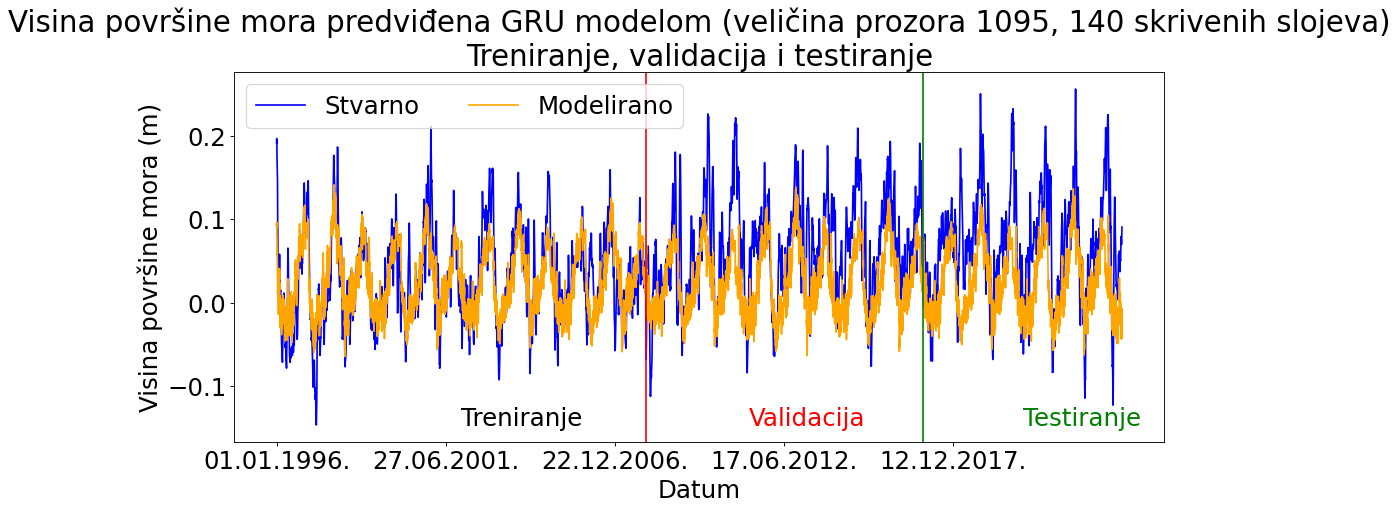 Visina površine mora predviđena GRU modelom (veličina prozora 1095, 140 skrivenih slojeva)
Treniranje, validacija i testiranje
Stvarno Modelirano
Visina površine mora (m)
0.2
0.1
0.0
−0.1
Treniranje Validacija Testiranje
01.01.1996. 27.06.2001. 22.12.2006. 17.06.2012. 12.12.2017.
Datum